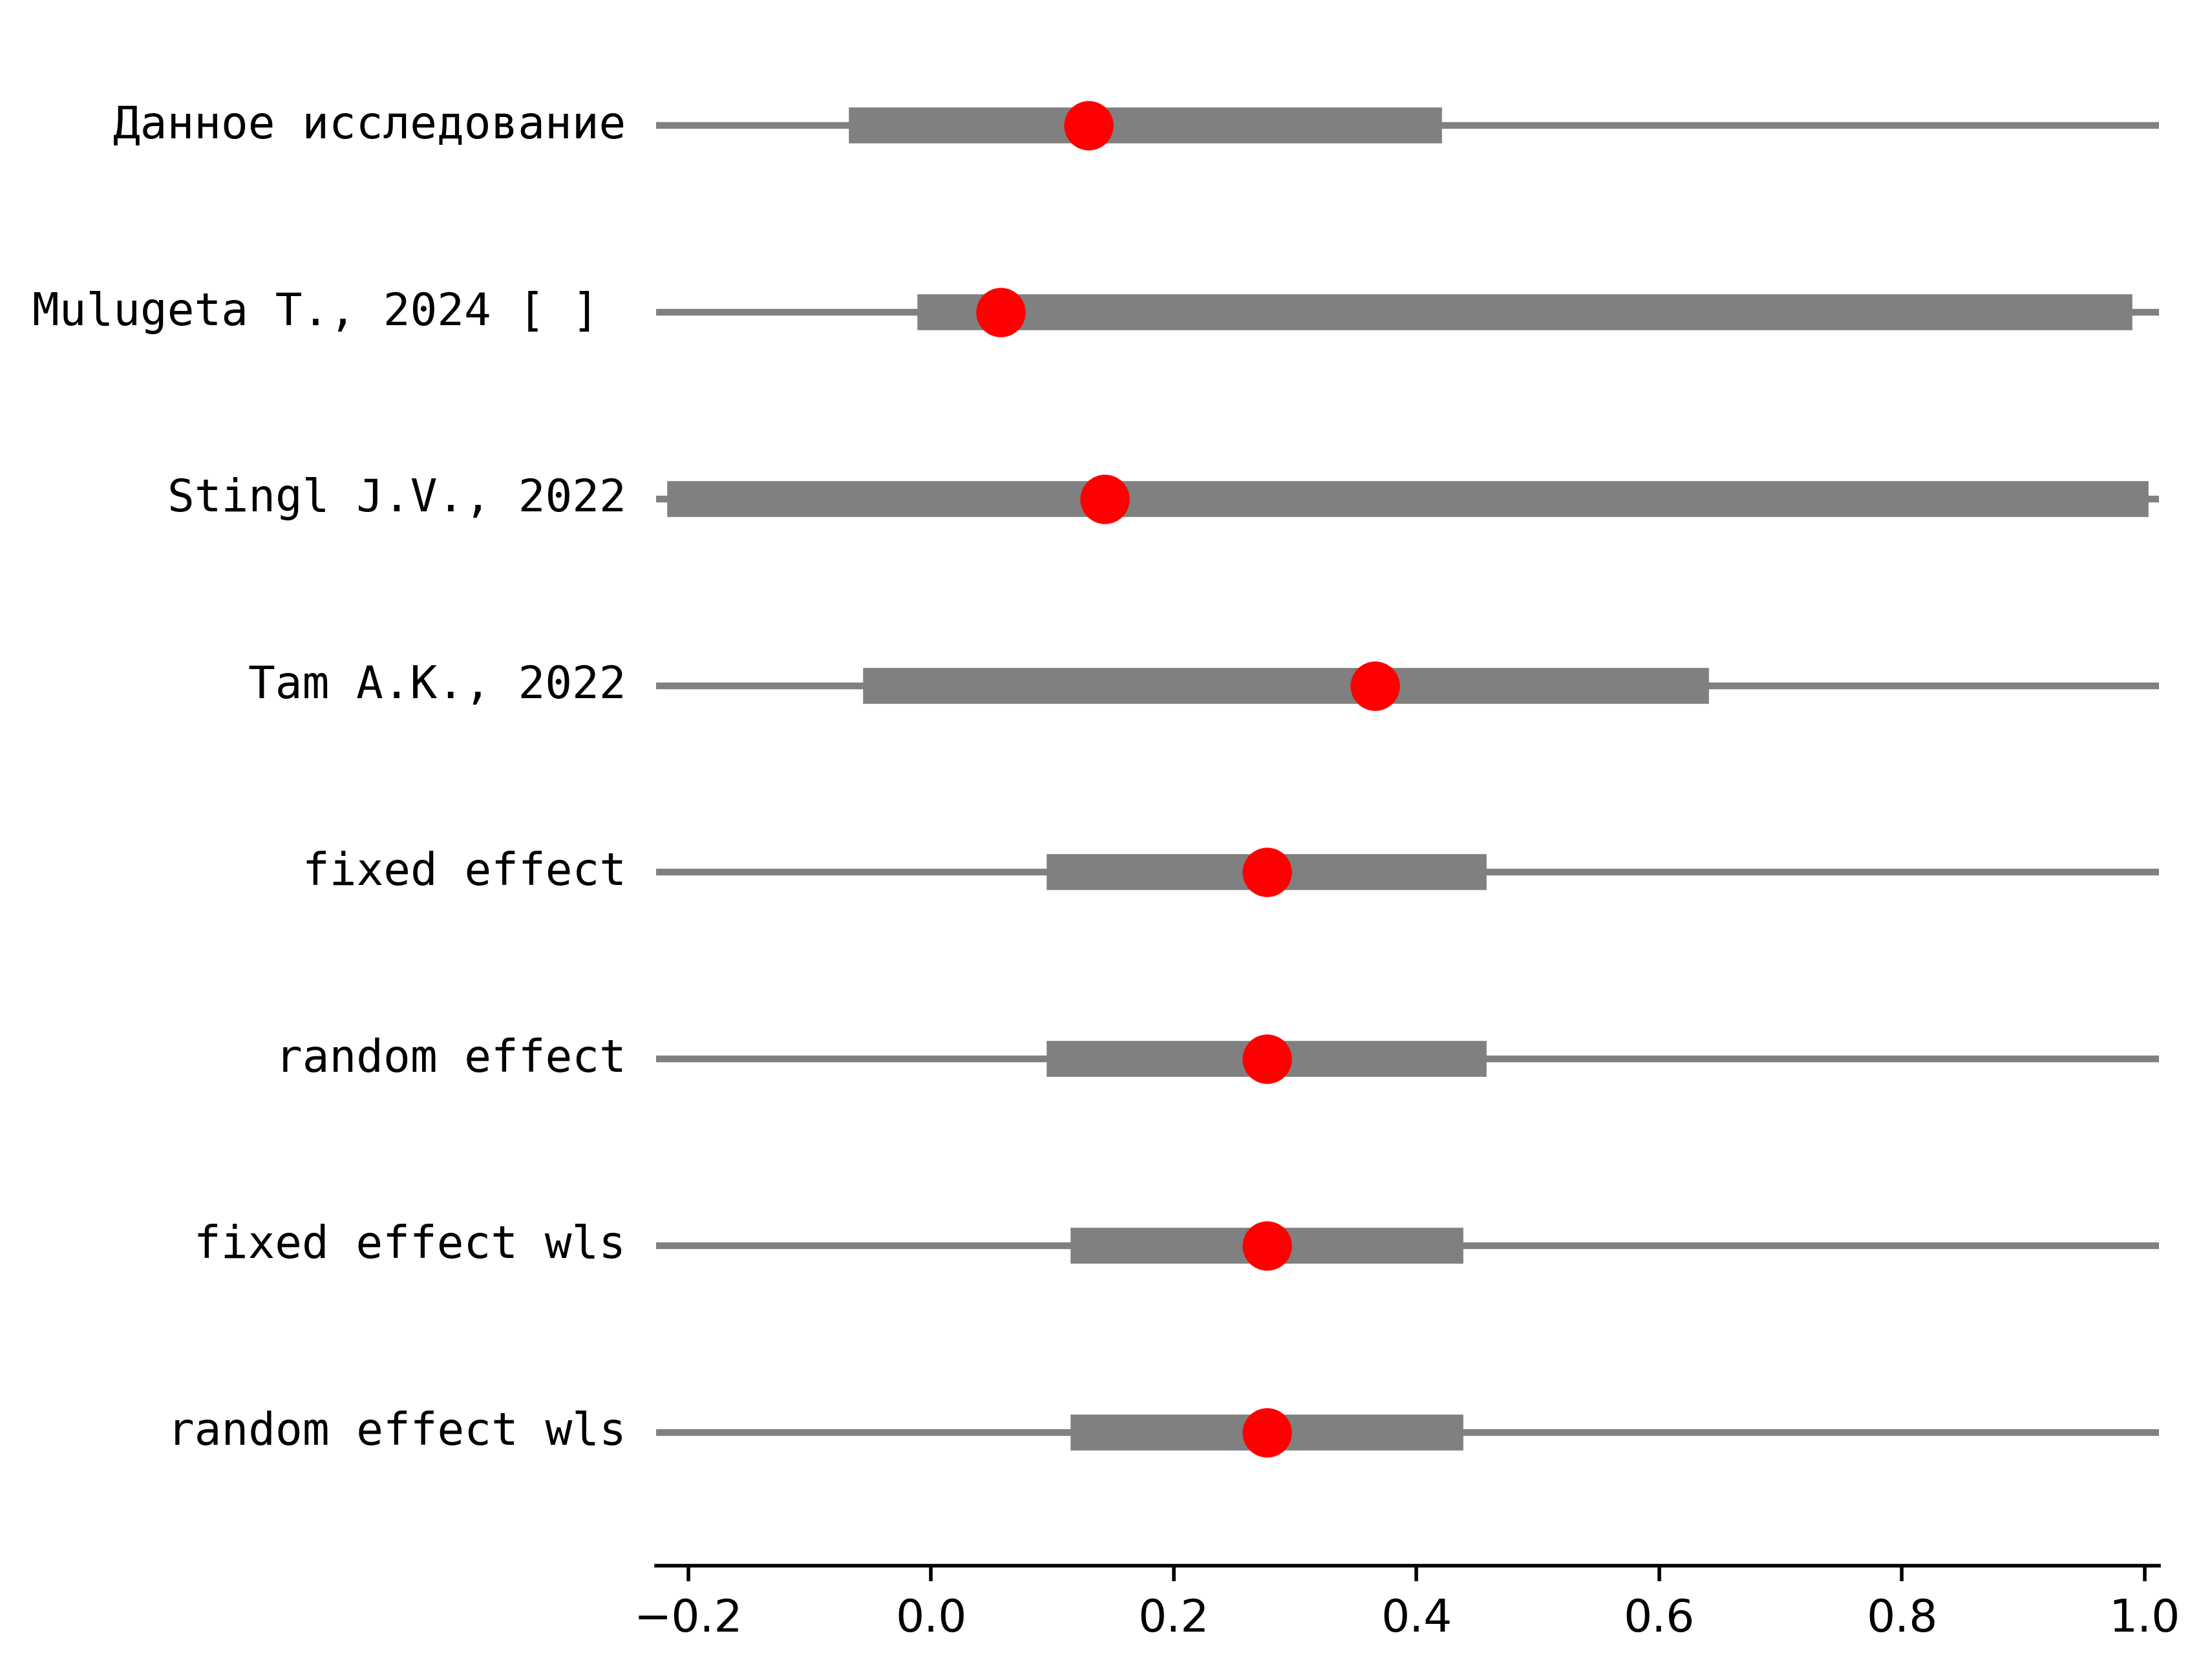 Данное исследование
Mulugeta T., 2024 [ ]
Stingl J.V., 2022
Tam A.K., 2022
fixed effect
random effect
fixed effect wls
random effect wls
−0.2 0.0 0.2 0.4 0.6 0.8 1.0